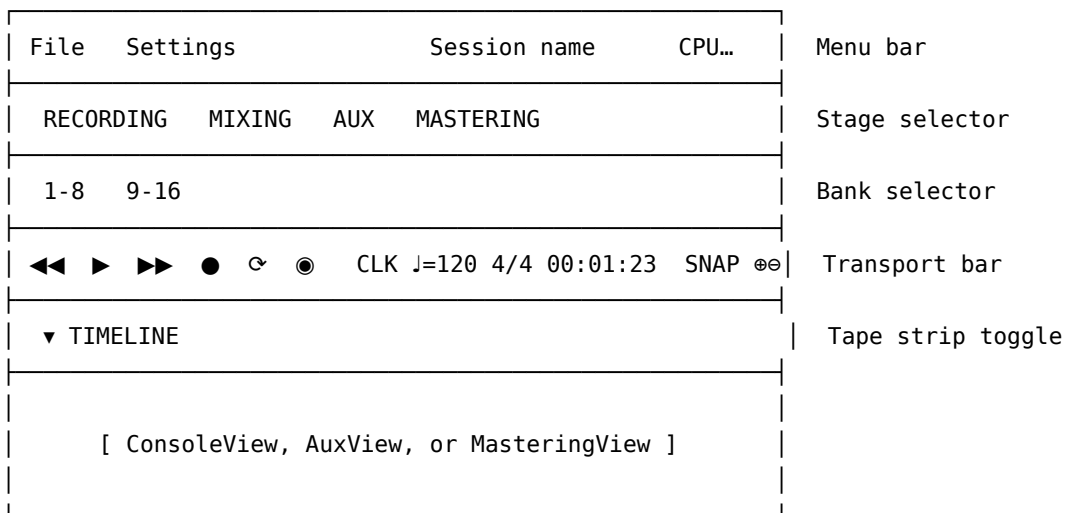 File Settings Session name CPU… Menu bar
RECORDING MIXING AUX MASTERING Stage selector
1-8 9-16 Bank selector
◀◀ ▶ ▶▶ ● ⟳ ◉ CLK ♩=120 4/4 00:01:23 SNAP ⊕⊖ Transport bar
▼ TIMELINE Tape strip toggle
[ ConsoleView, AuxView, or MasteringView ]